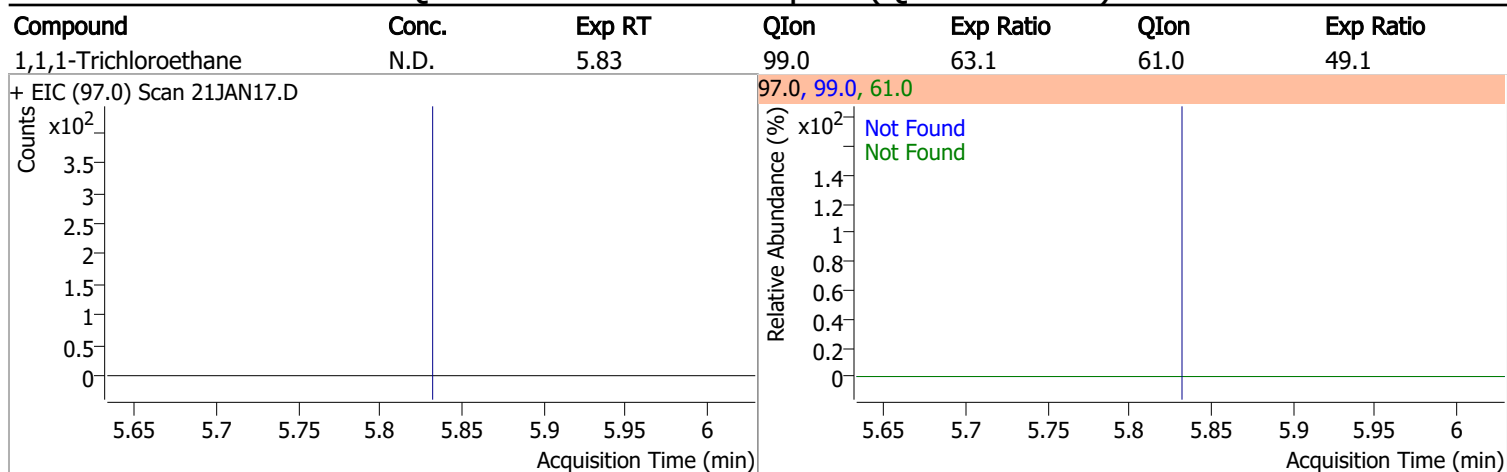 Compound Conc. Exp RT QIon Exp Ratio QIon Exp Ratio
1,1,1-Trichloroethane N.D. 5.83 99.0 63.1 61.0 49.1
+ EIC (97.0) Scan 21JAN17.D
Counts
x10²
3.5
3
2.5
2
1.5
1
0.5
0
5.65 5.7 5.75 5.8 5.85 5.9 5.95 6
Acquisition Time (min)
97.0, 99.0, 61.0
Relative Abundance (%)
x10²
Not Found
Not Found
1.4
1.2
1
0.8
0.6
0.4
0.2
0
5.65 5.7 5.75 5.8 5.85 5.9 5.95 6
Acquisition Time (min)